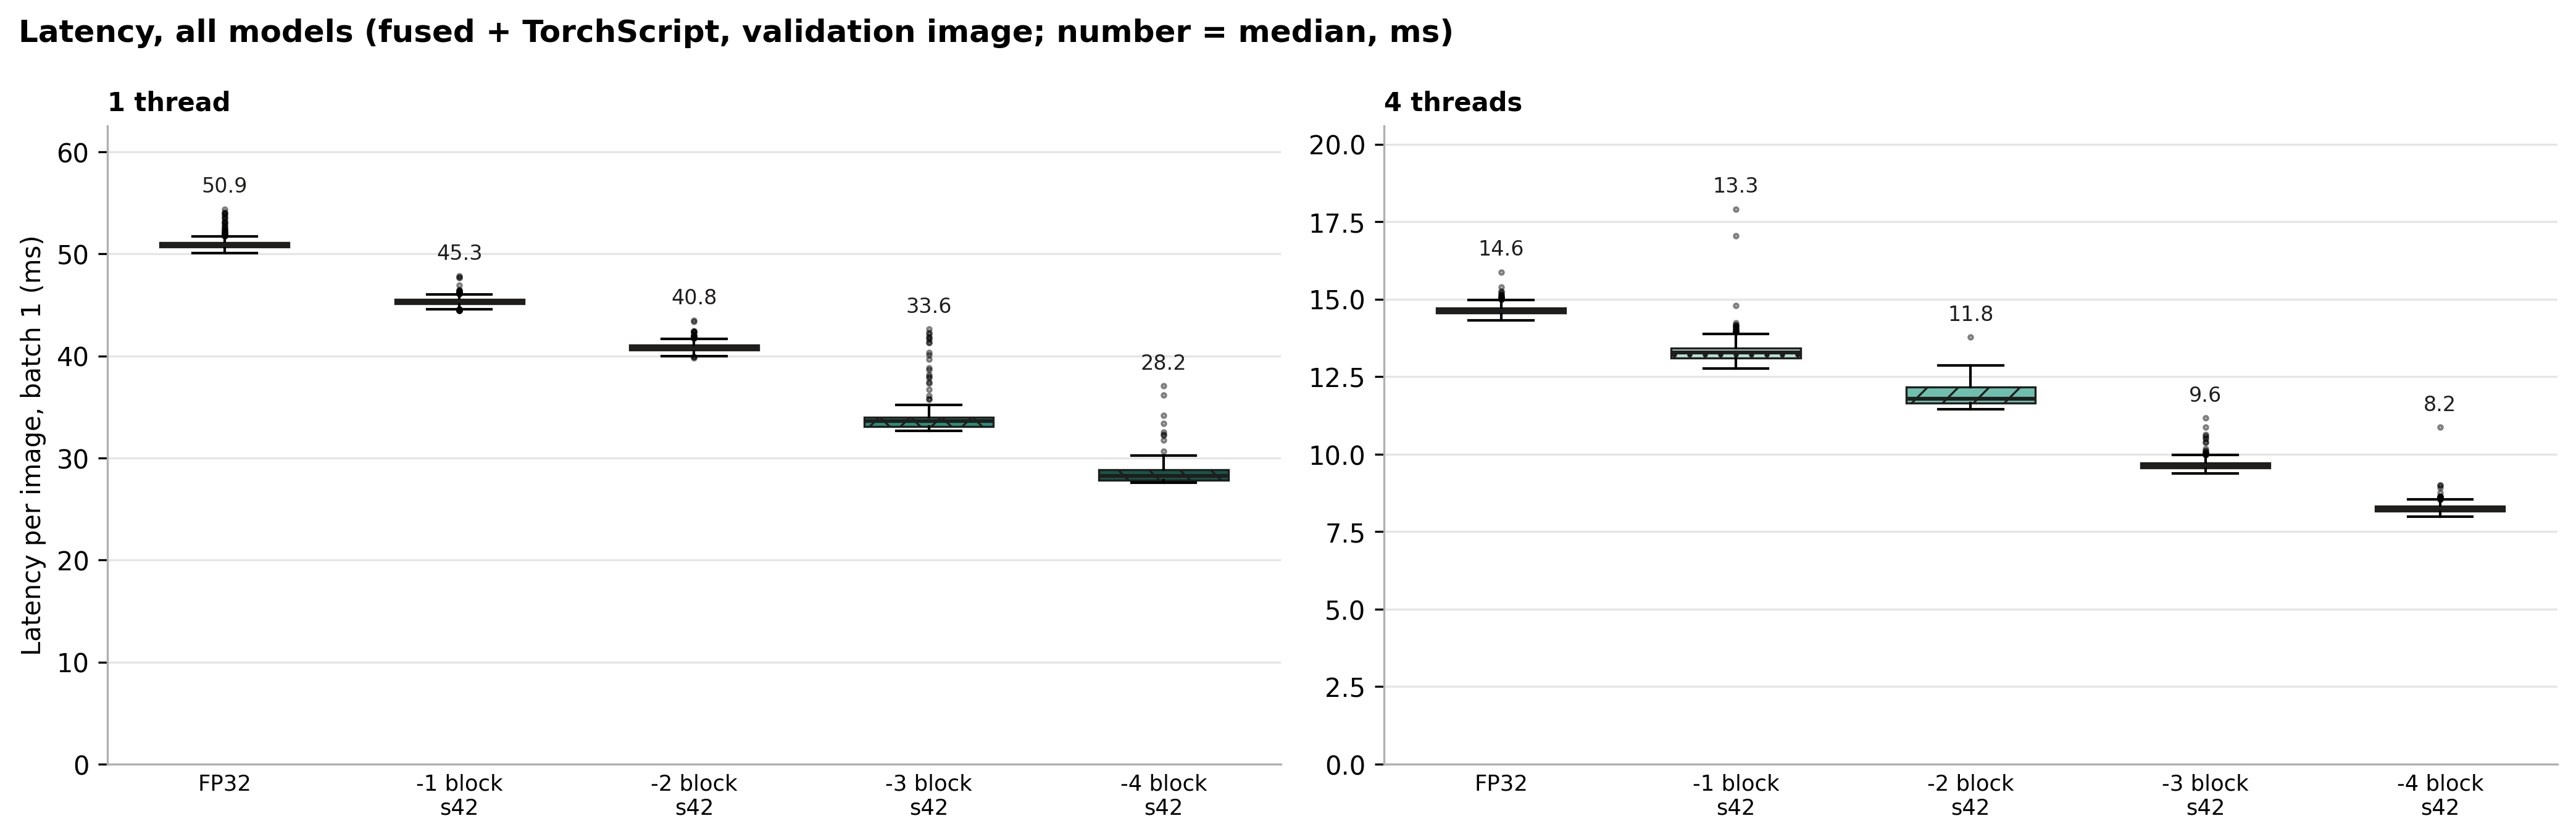 Latency, all models (fused + TorchScript, validation image; number = median, ms)
1 thread
Latency per image, batch 1 (ms)
60
50
40
30
20
10
0
50.9
45.3
40.8
33.6
28.2
FP32
-1 block
s42
-2 block
s42
-3 block
s42
-4 block
s42
4 threads
20.0
17.5
15.0
12.5
10.0
7.5
5.0
2.5
0.0
14.6
13.3
11.8
9.6
8.2
FP32
-1 block
s42
-2 block
s42
-3 block
s42
-4 block
s42